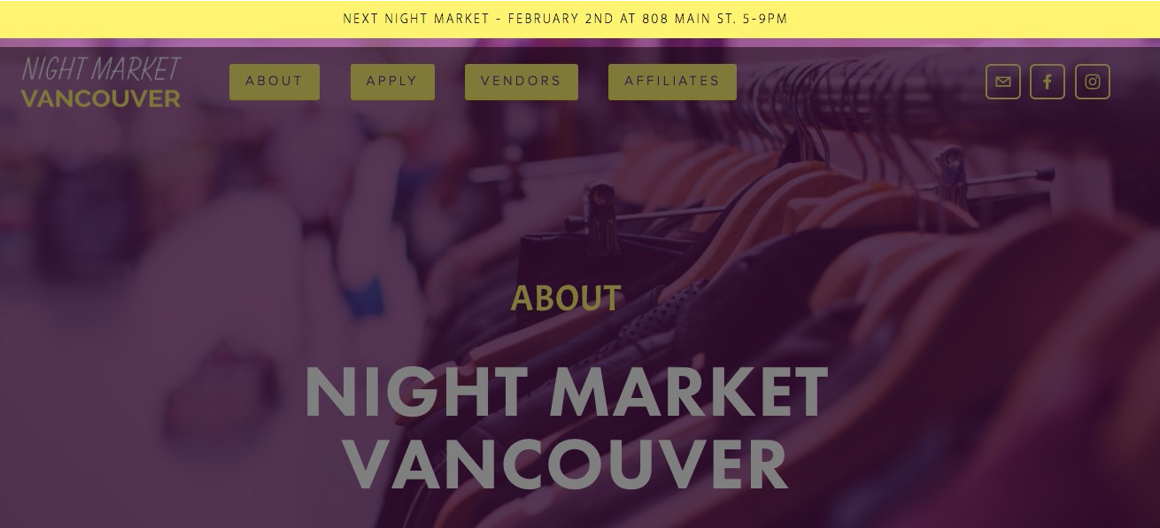 NEXT NIGHT MARKET - FEBRUARY 2ND AT 808 MAIN ST. 5-9PM
NIGHT MARKET
VANCOUVER
ABOUT
APPLY
VENDORS
AFFILIATES
ABOUT
NIGHT MARKET
VANCOUVER